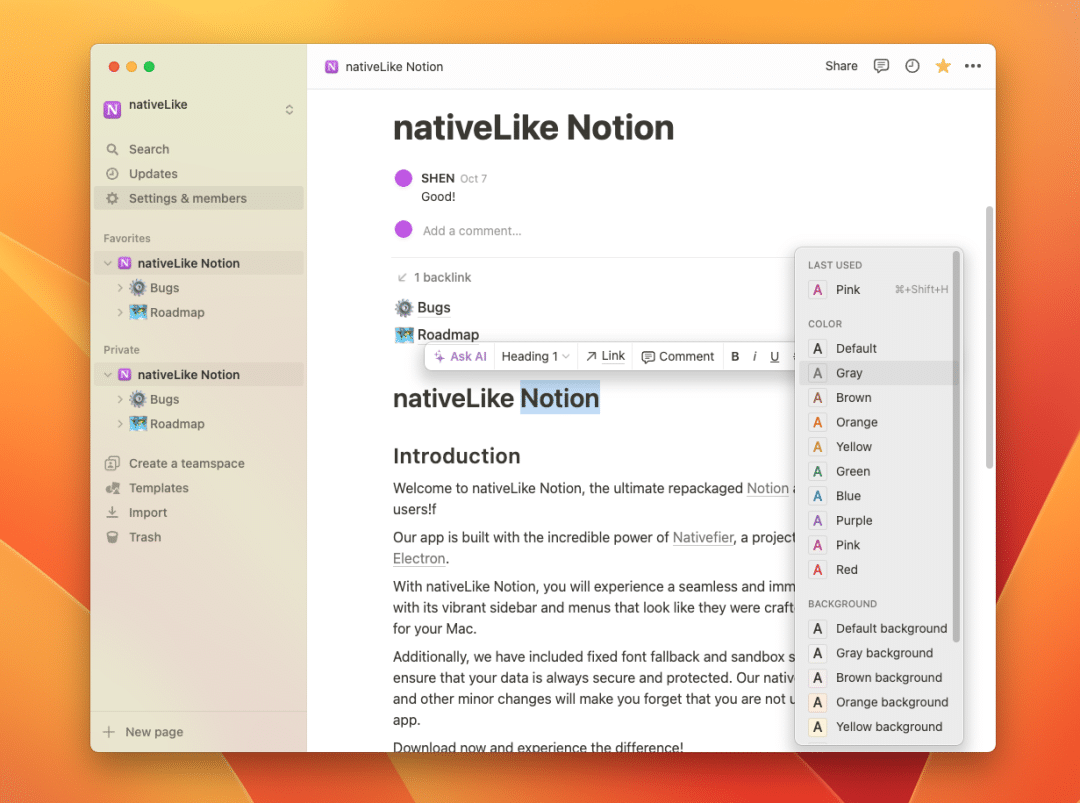 nativeLike
Search
Updates
Settings & members
Favorites
nativeLike Notion
Bugs
Roadmap
Private
nativeLike Notion
Bugs
Roadmap
Create a teamspace
Templates
Import
Trash
New page
nativeLike Notion
Share
nativeLike Notion
SHEN Oct 7
Good!
Add a comment...
1 backlink
Bugs
Roadmap
Ask AI Heading 1 Link Comment B i U
nativeLike Notion
Introduction
Welcome to nativeLike Notion, the ultimate repackaged Notion
users!f
Our app is built with the incredible power of Nativefier, a project
Electron.
With nativeLike Notion, you will experience a seamless and imm
with its vibrant sidebar and menus that look like they were craft
for your Mac.
Additionally, we have included fixed font fallback and sandbox s
ensure that your data is always secure and protected. Our nativ
and other minor changes will make you forget that you are not u
app.
Download now and experience the difference!
LAST USED
A Pink ⌘+Shift+H
COLOR
A Default
A Gray
A Brown
A Orange
A Yellow
A Green
A Blue
A Purple
A Pink
A Red
BACKGROUND
A Default background
A Gray background
A Brown background
A Orange background
A Yellow background